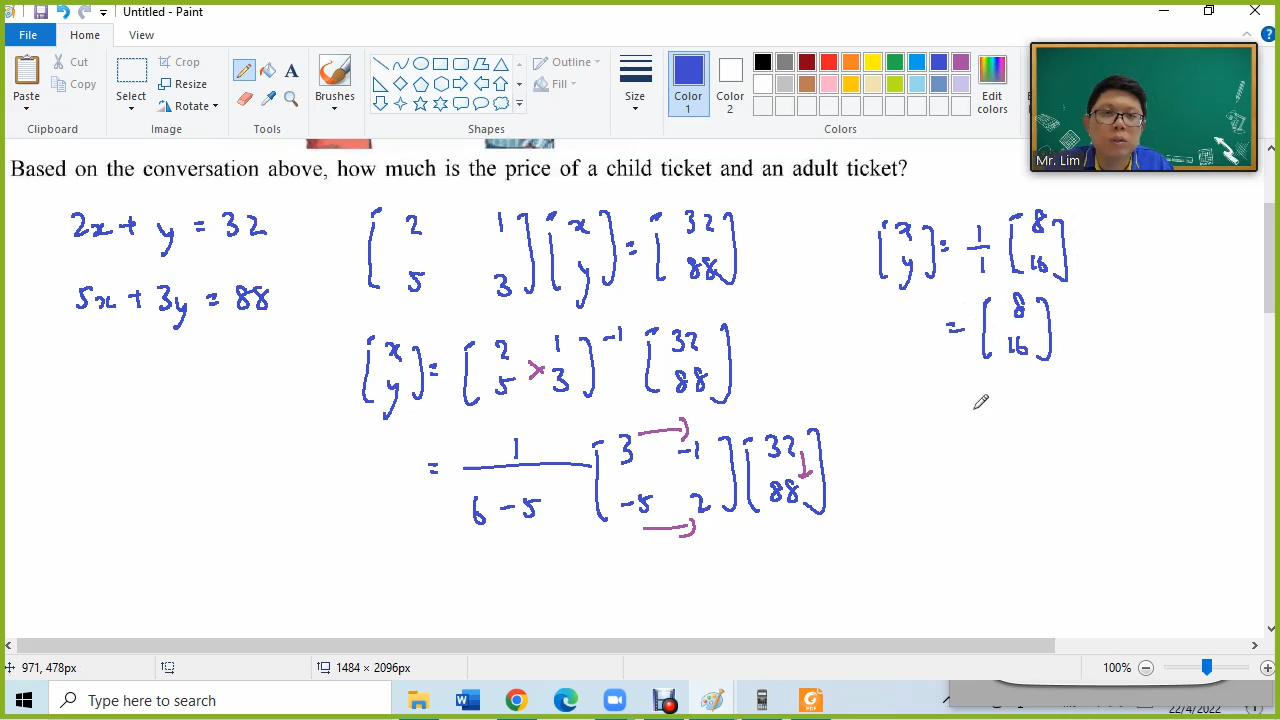 Untitled - Paint
File Home View
Paste
Cut
Copy
Clipboard
Select
Crop
Resize
Rotate
Image
A
Tools
Brushes
Outline
Fill
Shapes
Size
Color 1
Color 2
Edit colors
Colors
Mr. Lim
Based on the conversation above, how much is the price of a child ticket and an adult ticket?
2x + y = 32
5x + 3y = 88
[2 1
5 3] [x
y] = [32
88]
[x
y] = [2 1
5 3]^-1 [32
88]
= 1/(6 - 5) [3 -1
-5 2] [32
88]
[x
y] = 1/1 [8
16]
= [8
16]
971, 478px
1484 × 2096px
100%
Type here to search
22/4/2022